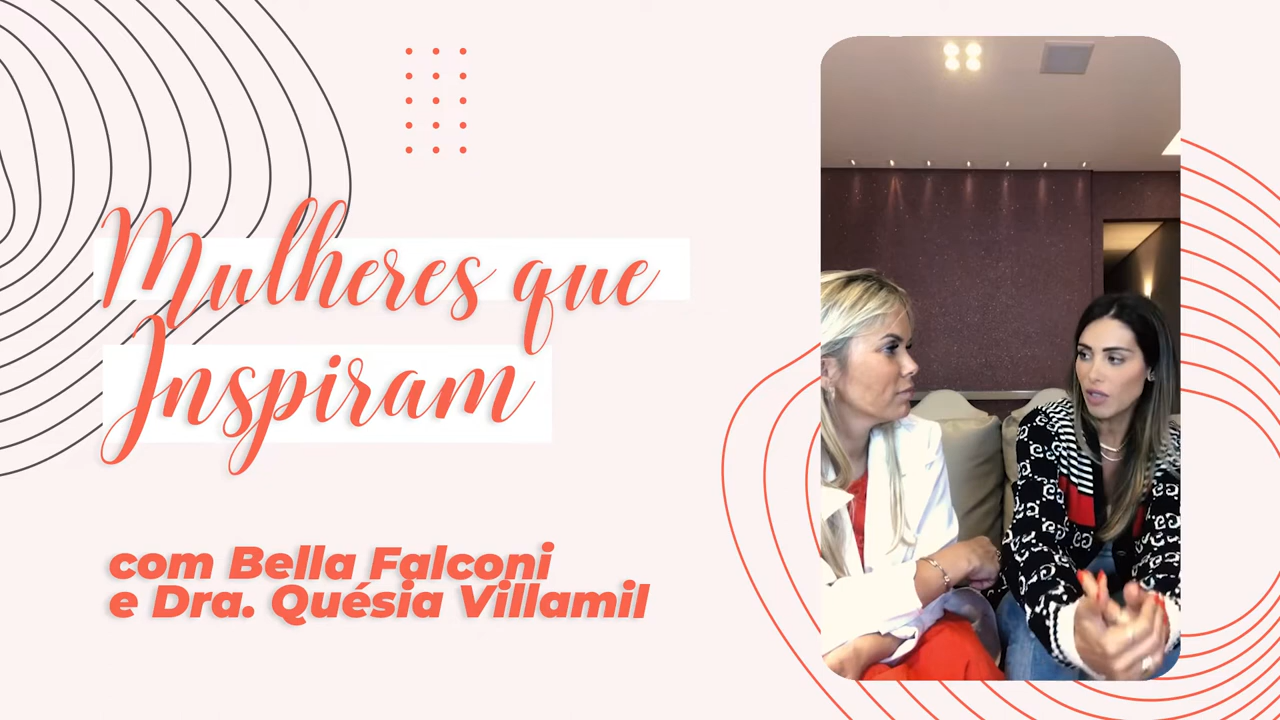 Mulheres que
Inspiram
com Bella Falconi
e Dra. Quésia Villamil